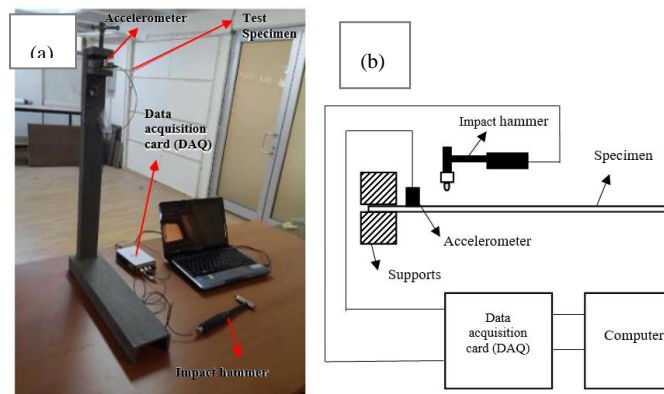 (a)
Accelerometer
Test
Specimen
Data
acquisition
card (DAQ)
Impact hammer
(b)
Impact hammer
Specimen
Accelerometer
Supports
Data
acquisition
card (DAQ)
Computer